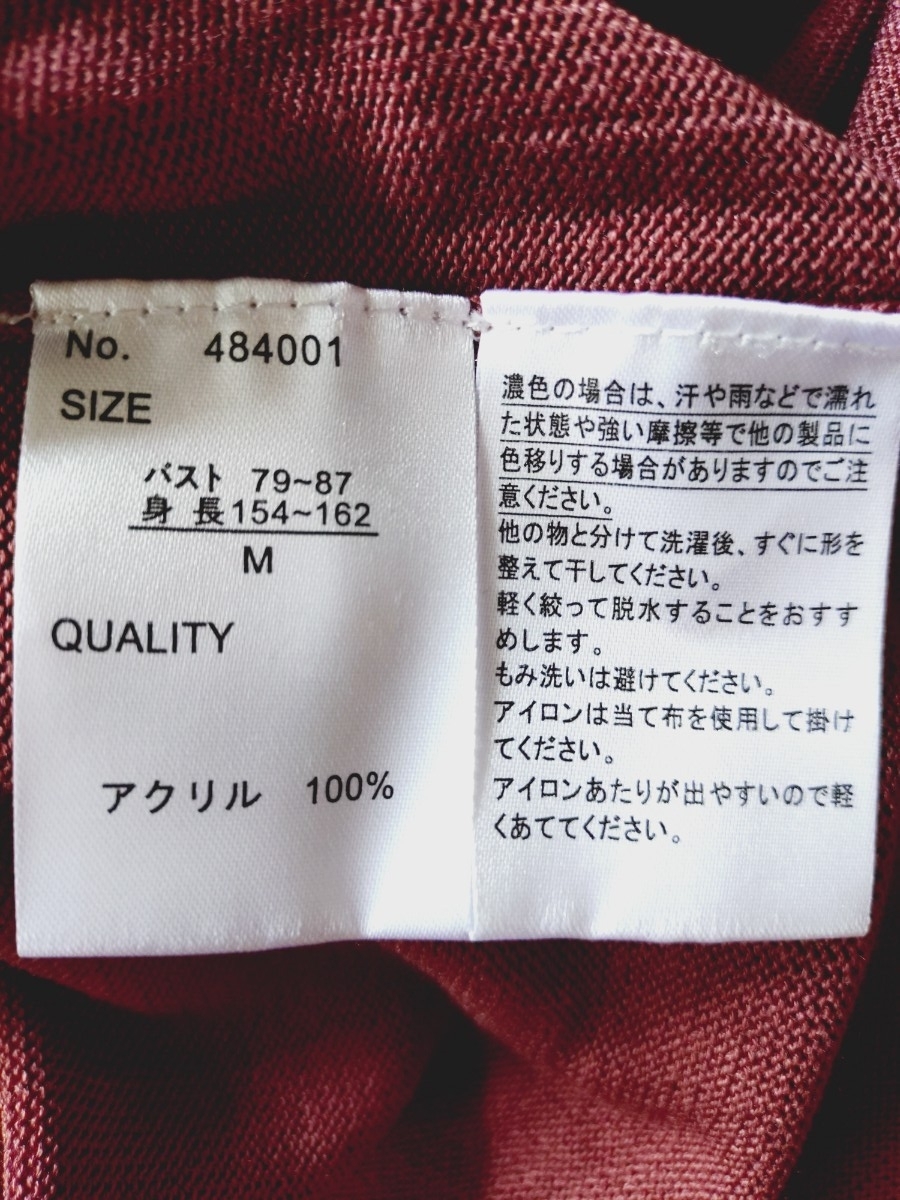 No. 484001
SIZE
バスト 79~87
身 長 154~162
M
QUALITY
アクリル 100%
濃色の場合は、汗や雨などで濡れ
た状態や強い摩擦等で他の製品に
色移りする場合がありますのでご注
意ください。
他の物と分けて洗濯後、すぐに形を
整えて干してください。
軽く絞って脱水することをおすす
めします。
もみ洗いは避けてください。
アイロンは当て布を使用して掛け
てください。
アイロンあたりが出やすいので軽
くあててください。